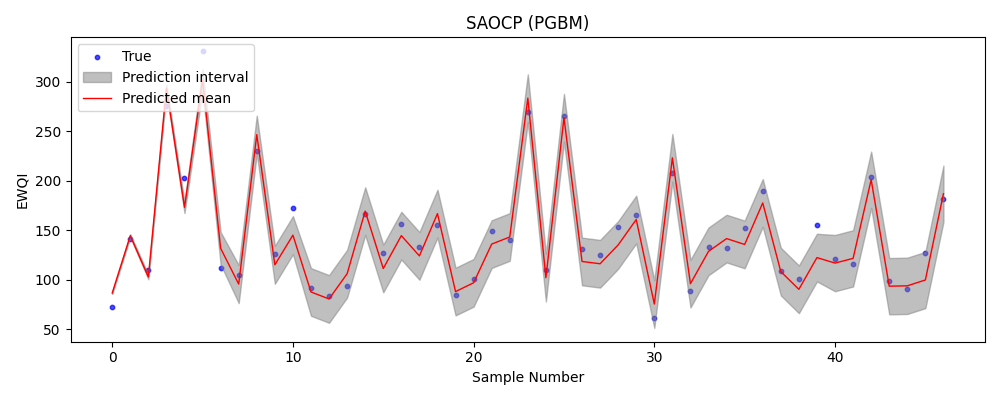 SAOCP (PGBM)
True
Prediction interval
Predicted mean
EWQI
300
250
200
150
100
50
0 10 20 30 40
Sample Number